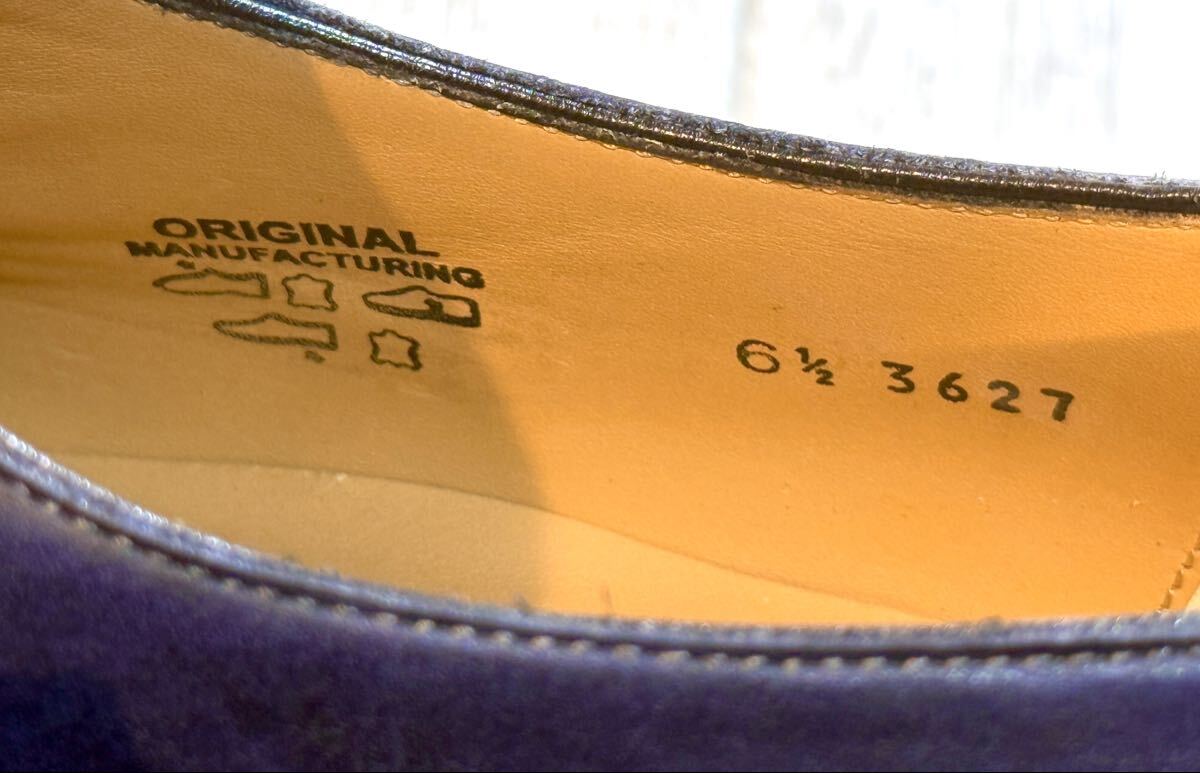 ORIGINAL
MANUFACTURING
6½ 3627